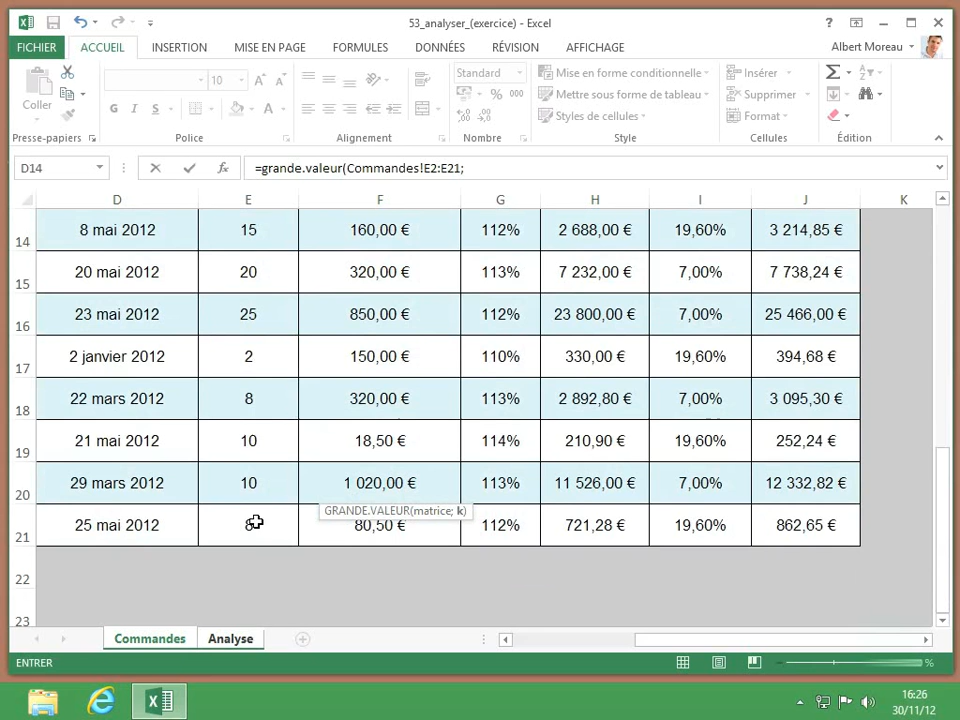 53_analyser_(exercice) - Excel
FICHIER ACCUEIL INSERTION MISE EN PAGE FORMULES DONNÉES RÉVISION AFFICHAGE Albert Moreau
Coller
10
Standard
Mise en forme conditionnelle
Insérer
G I S
% 000
Mettre sous forme de tableau
Supprimer
Styles de cellules
Format
Presse-papiers Police Alignement Nombre Style Cellules Édition
D14 =grande.valeur(Commandes!E2:E21;
D E F G H I J K
14 8 mai 2012 15 160,00 € 112% 2 688,00 € 19,60% 3 214,85 €
15 20 mai 2012 20 320,00 € 113% 7 232,00 € 7,00% 7 738,24 €
16 23 mai 2012 25 850,00 € 112% 23 800,00 € 7,00% 25 466,00 €
17 2 janvier 2012 2 150,00 € 110% 330,00 € 19,60% 394,68 €
18 22 mars 2012 8 320,00 € 113% 2 892,80 € 7,00% 3 095,30 €
19 21 mai 2012 10 18,50 € 114% 210,90 € 19,60% 252,24 €
20 29 mars 2012 10 1 020,00 € 113% 11 526,00 € 7,00% 12 332,82 €
GRANDE.VALEUR(matrice; k)
21 25 mai 2012 8 80,50 € 112% 721,28 € 19,60% 862,65 €
22
23
Commandes Analyse
ENTRER %
16:26
30/11/12